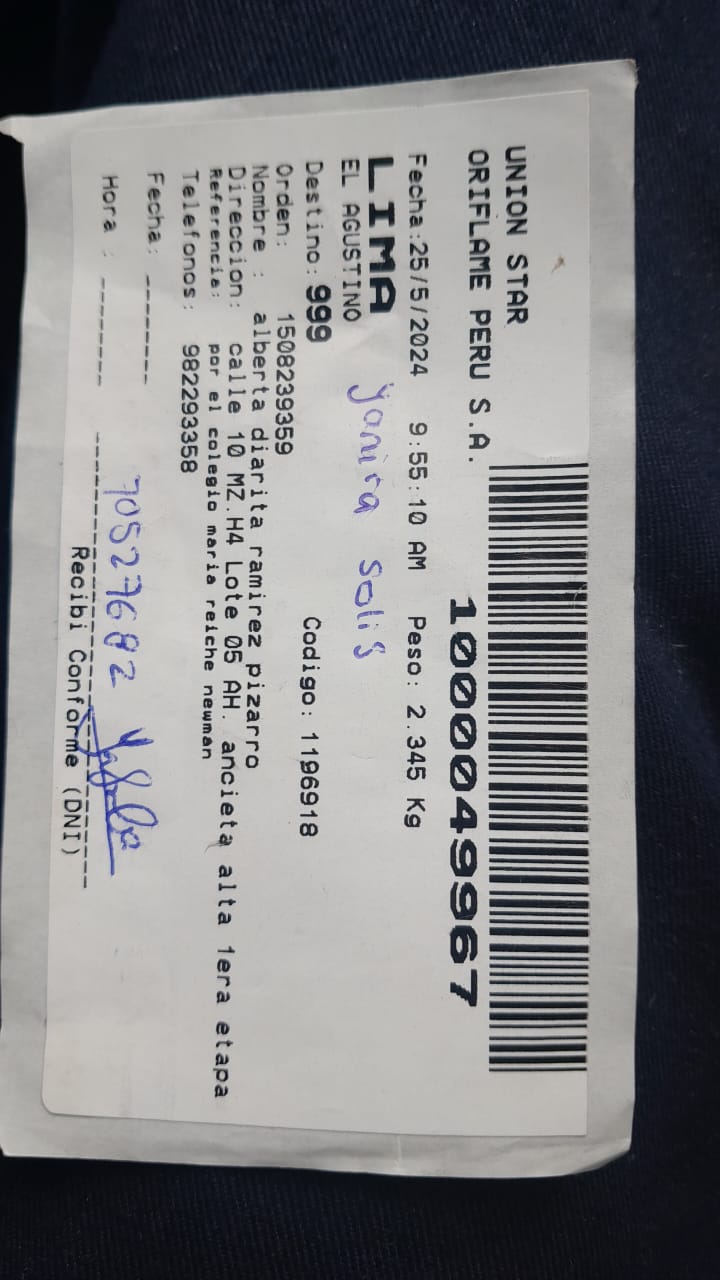 UNION STAR
ORIFLAME PERU S.A.
10000049967
Fecha:25/5/2024 9:55:10 AM Peso: 2.345 Kg
LIMA
EL AGUSTINO yanira solis
Destino: 999 Codigo: 1196918
Orden: 1508239359
Nombre : alberta diarita ramirez pizarro
Direccion: calle 10 MZ.H4 Lote 05 AH. ancieta alta 1era etapa
Referencia: por el colegio maria reiche newman
Telefonos: 982293358
Fecha: --------
Hora : --------
70527682
Recibi Conforme (DNI)